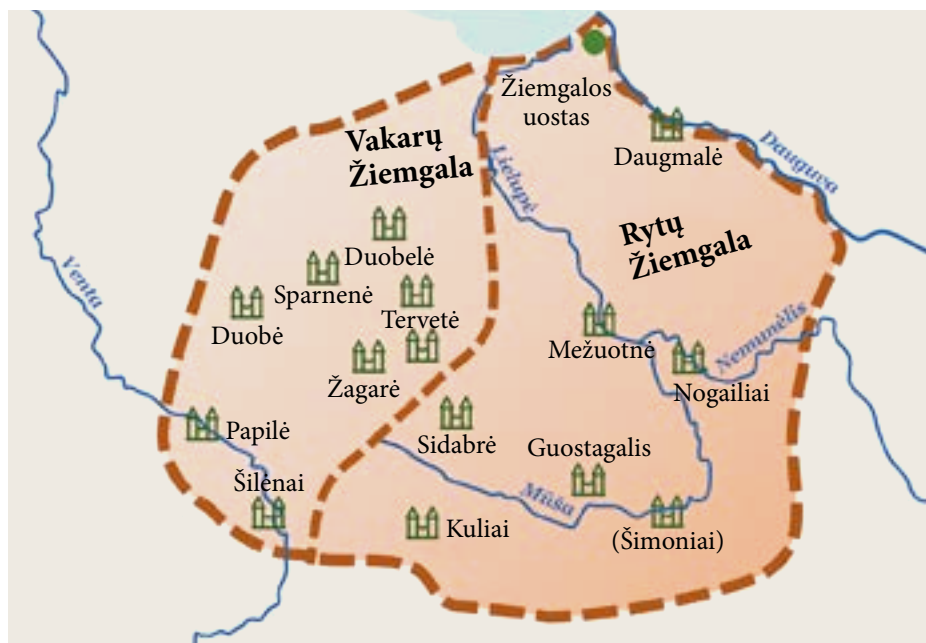 Žiemgalos
uostas
Vakarų
Žiemgala
Daugmalė
Dauguva
Lielupė
Rytų
Žiemgala
Duobelė
Venta
Sparnenė
Tervetė
Duobė
Mežuotnė
Nemunėlis
Žagarė
Nogailiai
Papilė
Sidabrė
Guostagalis
Šilėnai
Mūša
Kuliai
(Šimoniai)